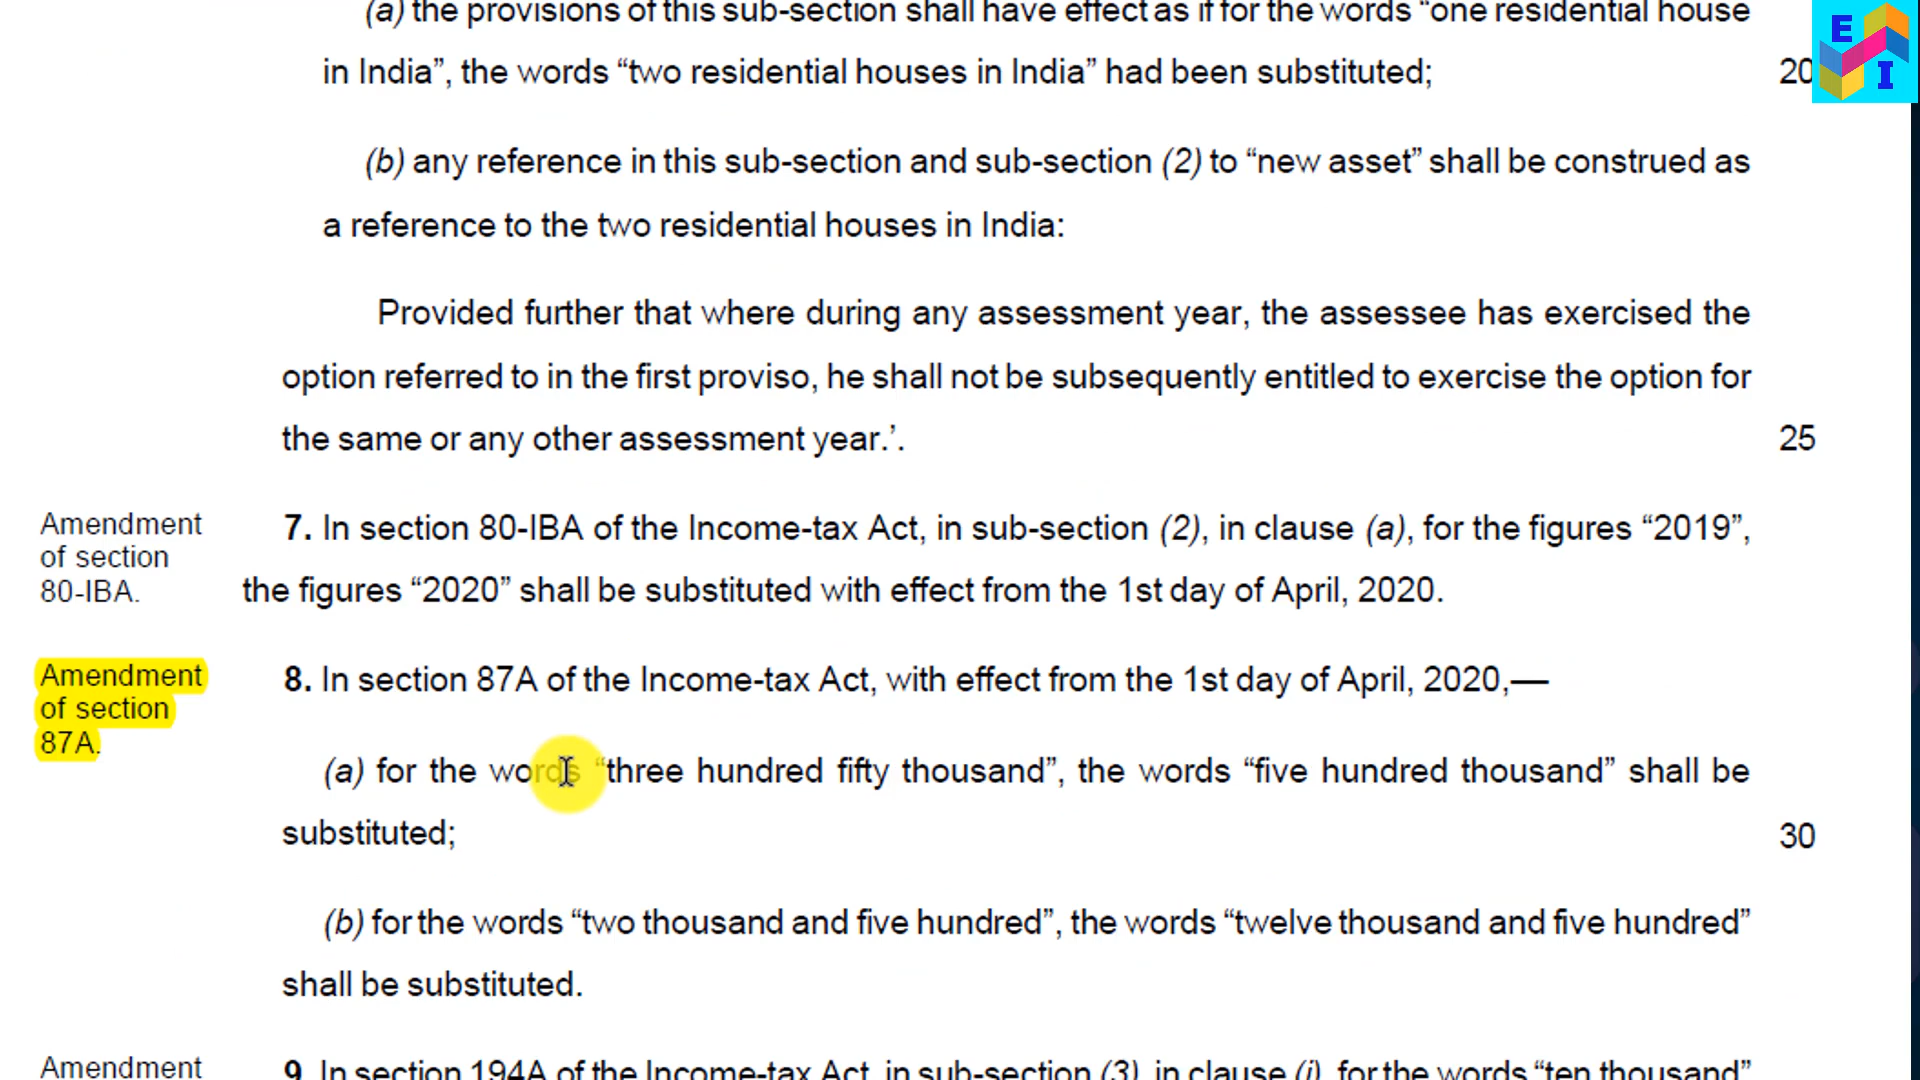 (a) the provisions of this sub-section shall have effect as if for the words “one residential house
in India”, the words “two residential houses in India” had been substituted;
20
E
I
(b) any reference in this sub-section and sub-section (2) to “new asset” shall be construed as
a reference to the two residential houses in India:
Provided further that where during any assessment year, the assessee has exercised the
option referred to in the first proviso, he shall not be subsequently entitled to exercise the option for
the same or any other assessment year.’.
25
Amendment
of section
80-IBA.
7. In section 80-IBA of the Income-tax Act, in sub-section (2), in clause (a), for the figures “2019”,
the figures “2020” shall be substituted with effect from the 1st day of April, 2020.
Amendment
of section
87A.
8. In section 87A of the Income-tax Act, with effect from the 1st day of April, 2020,—
(a) for the words “three hundred fifty thousand”, the words “five hundred thousand” shall be
substituted;
30
(b) for the words “two thousand and five hundred”, the words “twelve thousand and five hundred”
shall be substituted.
Amendment
9. In section 194A of the Income-tax Act, in sub-section (3), in clause (i), for the words “ten thousand”